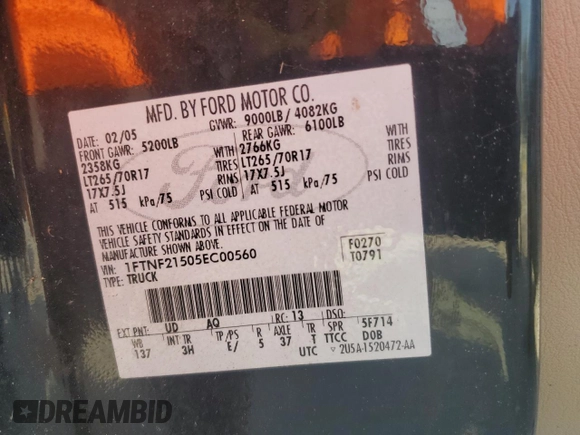 MFD. BY FORD MOTOR CO.
DATE: 02/05 GVWR: 9000LB/ 4082KG
FRONT GAWR: 5200LB REAR GAWR: 6100LB
2358KG WITH 2766KG WITH
LT265/70R17 TIRES LT265/70R17 TIRES
17X7.5J RIMS 17X7.5J RIMS
AT 515 kPa/75 PSI COLD AT 515 kPa/75 PSI COLD
THIS VEHICLE CONFORMS TO ALL APPLICABLE FEDERAL MOTOR
VEHICLE SAFETY STANDARDS IN EFFECT ON THE DATE OF
MANUFACTURE SHOWN ABOVE.
VIN: 1FTNF21505EC00560 F0270
TYPE: TRUCK T0791
EXT PNT: UD AQ RC: 13 DSO:
WB INT TR TP/PS R AXLE TR SPR 5F714
137 3H E/ 5 37 T TTCC DOB
UTC ▽ 2U5A-1520472-AA
Ford
DREAMBID